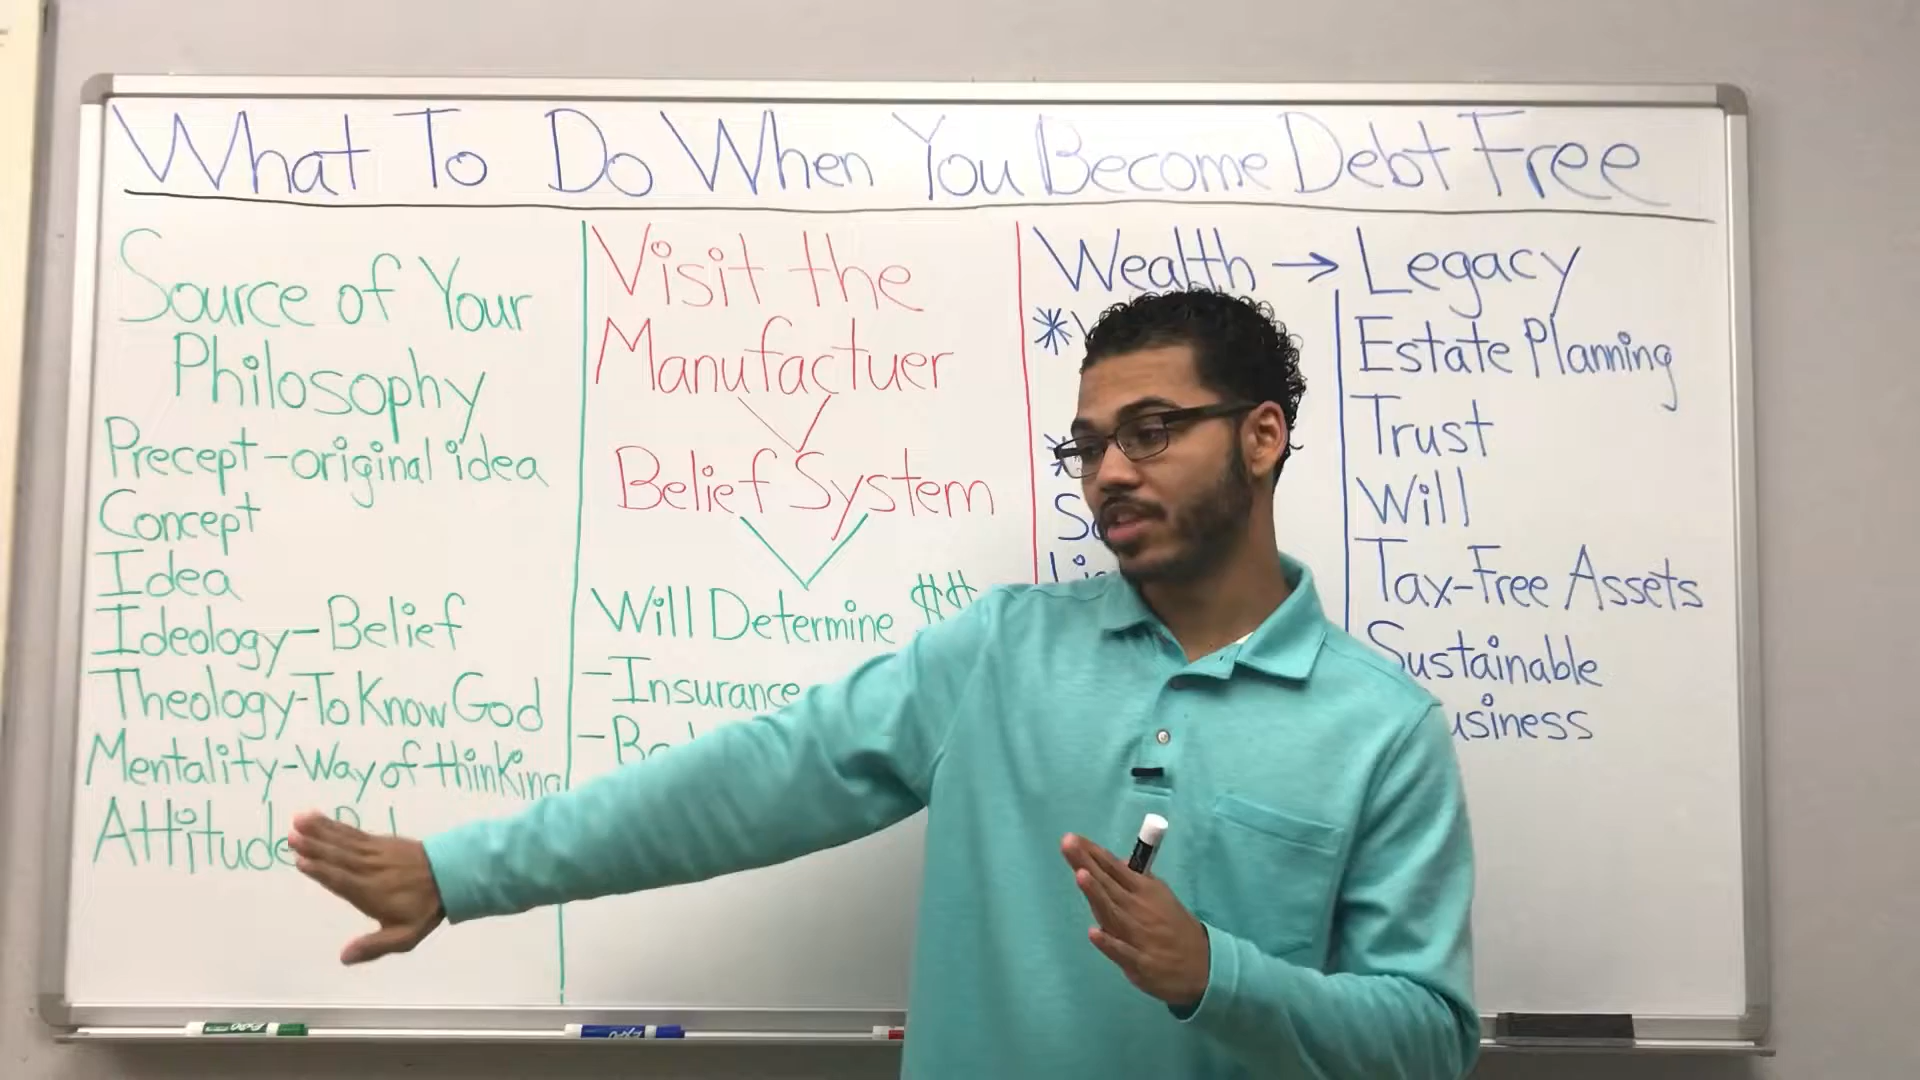 What To Do When You Become Debt Free
Source of Your
Philosophy
Precept-original idea
Concept
Idea
Ideology-Belief
Theology-To Know God
Mentality-Way of thinking
Attitude
Visit the
Manufactuer
Belief System
Will Determine $$
-Insurance
Wealth → Legacy
Estate Planning
Trust
Will
Tax-Free Assets
Sustainable
expo
expo